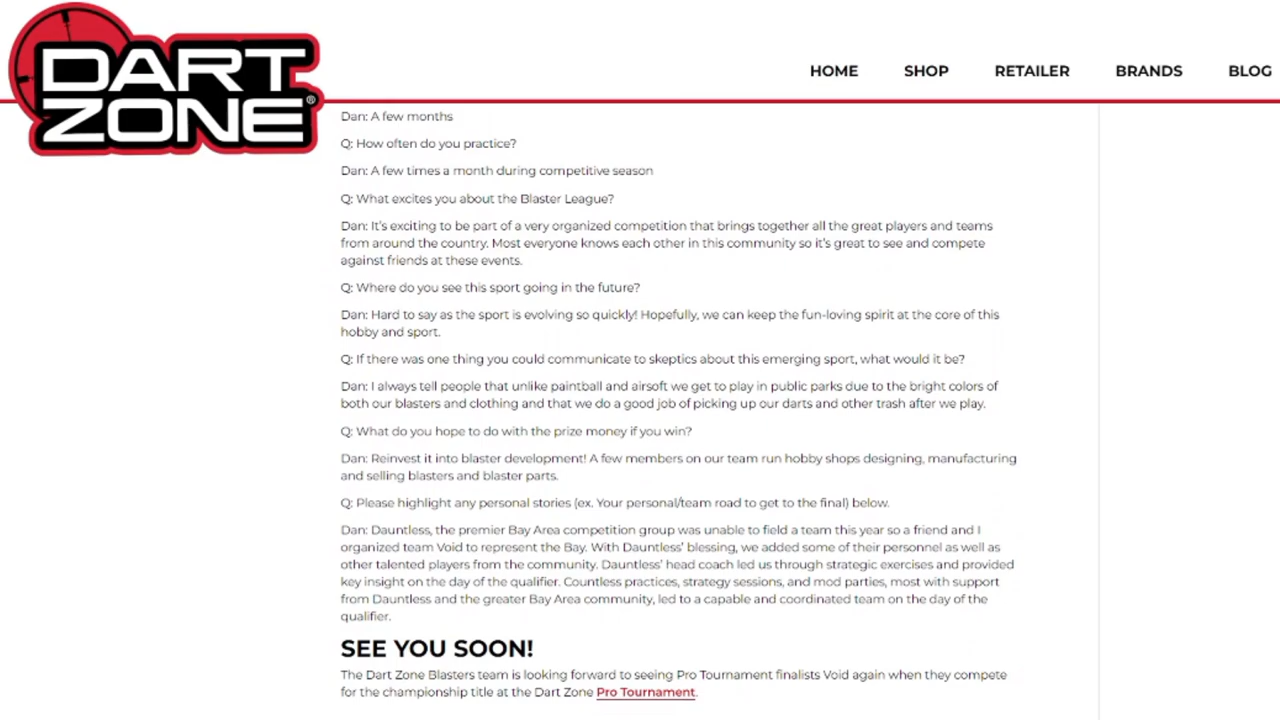 DART
ZONE®
HOME SHOP RETAILER BRANDS BLOG
Dan: A few months
Q: How often do you practice?
Dan: A few times a month during competitive season
Q: What excites you about the Blaster League?
Dan: It's exciting to be part of a very organized competition that brings together all the great players and teams
from around the country. Most everyone knows each other in this community so it's great to see and compete
against friends at these events.
Q: Where do you see this sport going in the future?
Dan: Hard to say as the sport is evolving so quickly! Hopefully, we can keep the fun-loving spirit at the core of this
hobby and sport.
Q: If there was one thing you could communicate to skeptics about this emerging sport, what would it be?
Dan: I always tell people that unlike paintball and airsoft we get to play in public parks due to the bright colors of
both our blasters and clothing and that we do a good job of picking up our darts and other trash after we play.
Q: What do you hope to do with the prize money if you win?
Dan: Reinvest it into blaster development! A few members on our team run hobby shops designing, manufacturing
and selling blasters and blaster parts.
Q: Please highlight any personal stories (ex. Your personal/team road to get to the final) below.
Dan: Dauntless, the premier Bay Area competition group was unable to field a team this year so a friend and I
organized team Void to represent the Bay. With Dauntless' blessing, we added some of their personnel as well as
other talented players from the community. Dauntless' head coach led us through strategic exercises and provided
key insight on the day of the qualifier. Countless practices, strategy sessions, and mod parties, most with support
from Dauntless and the greater Bay Area community, led to a capable and coordinated team on the day of the
qualifier.
SEE YOU SOON!
The Dart Zone Blasters team is looking forward to seeing Pro Tournament finalists Void again when they compete
for the championship title at the Dart Zone Pro Tournament.